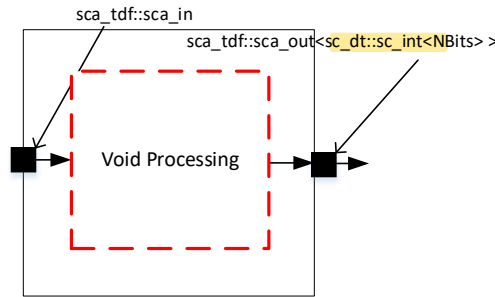 sca_tdf::sca_in
sca_tdf::sca_out<sc_dt::sc_int<NBits> >
Void Processing